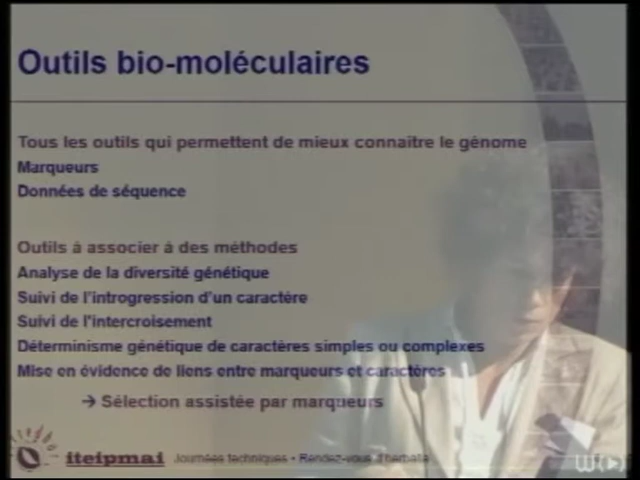 Outils bio-moléculaires
Tous les outils qui permettent de mieux connaître le génome
Marqueurs
Données de séquence
Outils à associer à des méthodes
Analyse de la diversité génétique
Suivi de l'introgression d'un caractère
Suivi de l'intercroisement
Déterminisme génétique de caractères simples ou complexes
Mise en évidence de liens entre marqueurs et caractères
→ Sélection assistée par marqueurs
iteipmai Journées techniques • Rendez-vous